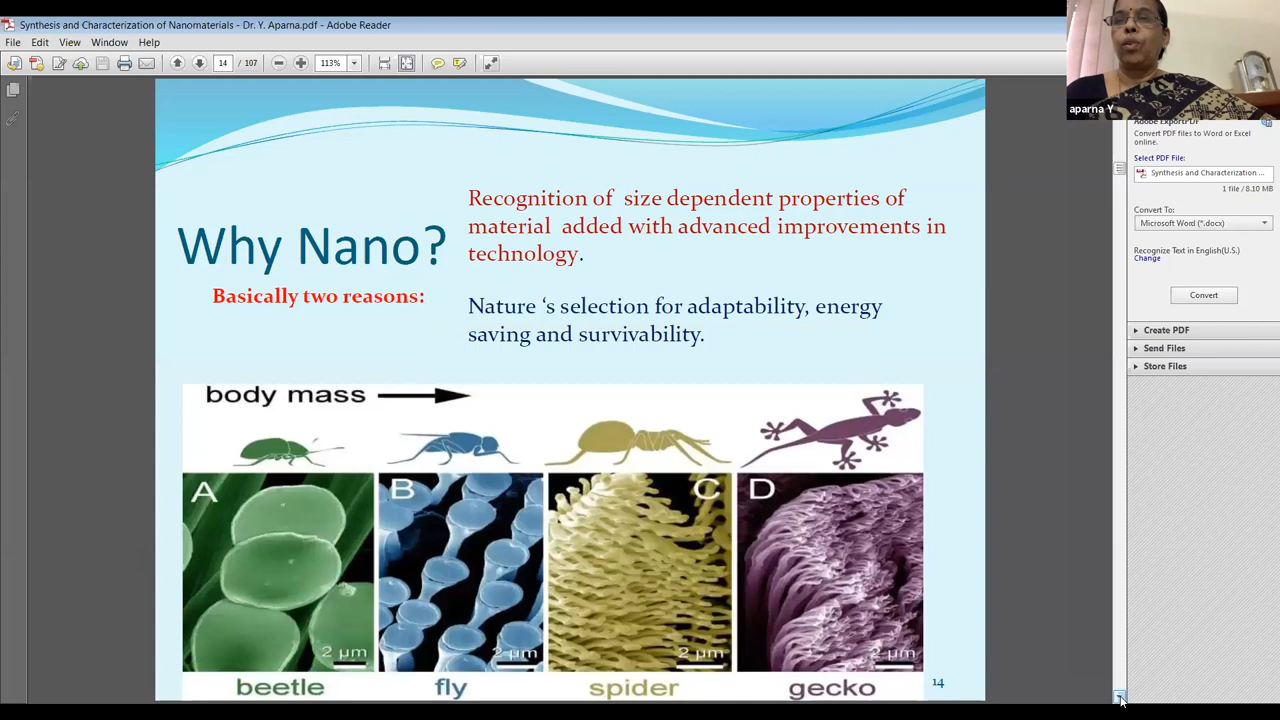 Synthesis and Characterization of Nanomaterials - Dr. Y. Aparna.pdf - Adobe Reader
File Edit View Window Help
14 / 107 113%
aparna Y
Adobe ExportPDF
Convert PDF files to Word or Excel
online.
Select PDF File:
Synthesis and Characterization ...
1 file / 8.10 MB
Convert To:
Microsoft Word (*.docx)
Recognize Text in English(U.S.)
Change
Convert
Create PDF
Send Files
Store Files
Why Nano?
Basically two reasons:
Recognition of size dependent properties of
material added with advanced improvements in
technology.
Nature ‘s selection for adaptability, energy
saving and survivability.
body mass
A B C D
2 µm 2 µm 2 µm 2 µm
beetle fly spider gecko
14